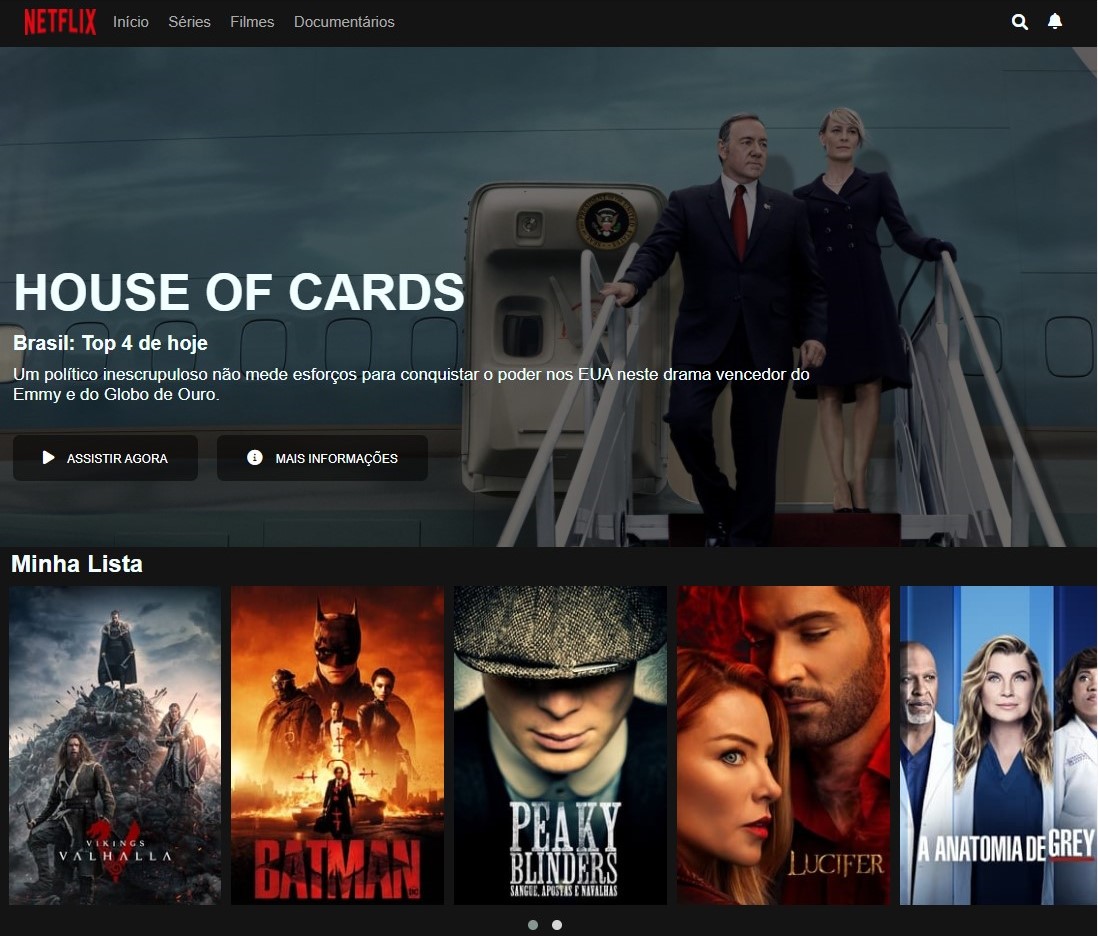 NETFLIX Início Séries Filmes Documentários
HOUSE OF CARDS
Brasil: Top 4 de hoje
Um político inescrupuloso não mede esforços para conquistar o poder nos EUA neste drama vencedor do
Emmy e do Globo de Ouro.
ASSISTIR AGORA MAIS INFORMAÇÕES
Minha Lista
VIKINGS
VALHALLA
BATMAN
DC
PEAKY
BLINDERS
SANGUE, APOSTAS E NAVALHAS
LUCIFER
A ANATOMIA DE GREY